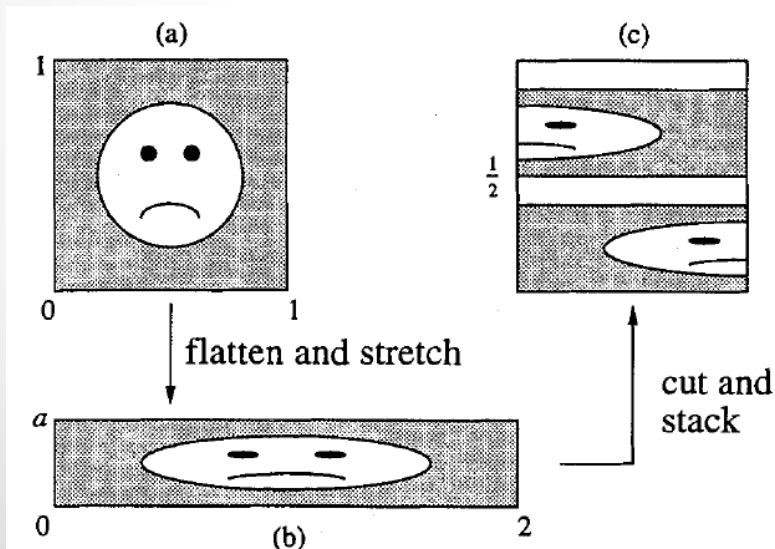 (a)
1
0
1
flatten and stretch
a
0
2
(b)
(c)
1/2
cut and
stack